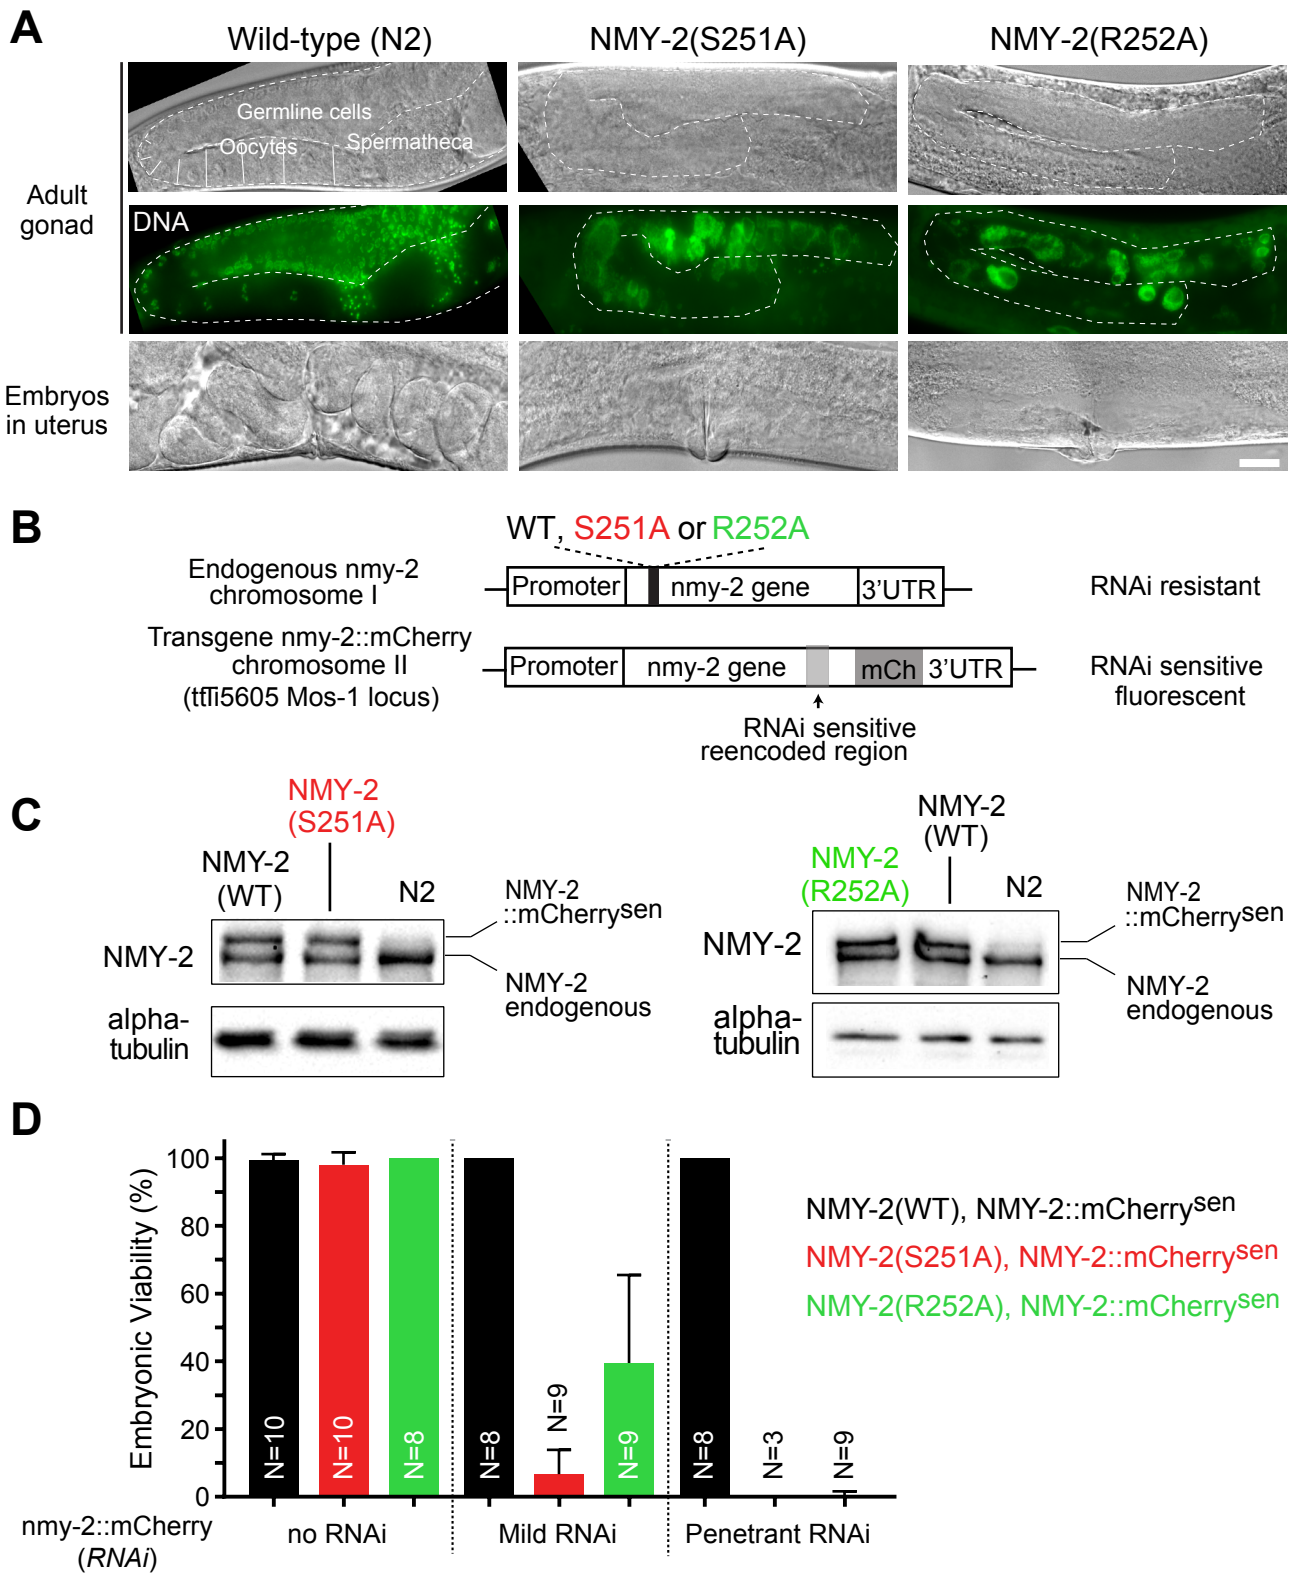 A
Wild-type (N2)
NMY-2(S251A)
NMY-2(R252A)
Adult
gonad
Germline cells
Oocytes
Spermatheca
DNA
Embryos
in uterus
B
WT, S251A or R252A
Endogenous nmy-2
chromosome I
Promoter
nmy-2 gene
3'UTR
RNAi resistant
Transgene nmy-2::mCherry
chromosome II
(ttTi5605 Mos-1 locus)
Promoter
nmy-2 gene
mCh
3'UTR
RNAi sensitive
fluorescent
RNAi sensitive
reencoded region
C
NMY-2
(WT)
NMY-2
(S251A)
N2
NMY-2
::mCherrysen
NMY-2
NMY-2
endogenous
alpha-
tubulin
NMY-2
(R252A)
NMY-2
(WT)
N2
NMY-2
::mCherrysen
NMY-2
NMY-2
endogenous
alpha-
tubulin
D
Embryonic Viability (%)
100
80
60
40
20
0
N=10
N=10
N=8
N=8
N=9
N=9
N=8
N=3
N=9
nmy-2::mCherry
(RNAi)
no RNAi
Mild RNAi
Penetrant RNAi
NMY-2(WT), NMY-2::mCherrysen
NMY-2(S251A), NMY-2::mCherrysen
NMY-2(R252A), NMY-2::mCherrysen